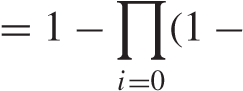 = 1 − ∏_{i=0} (1 −